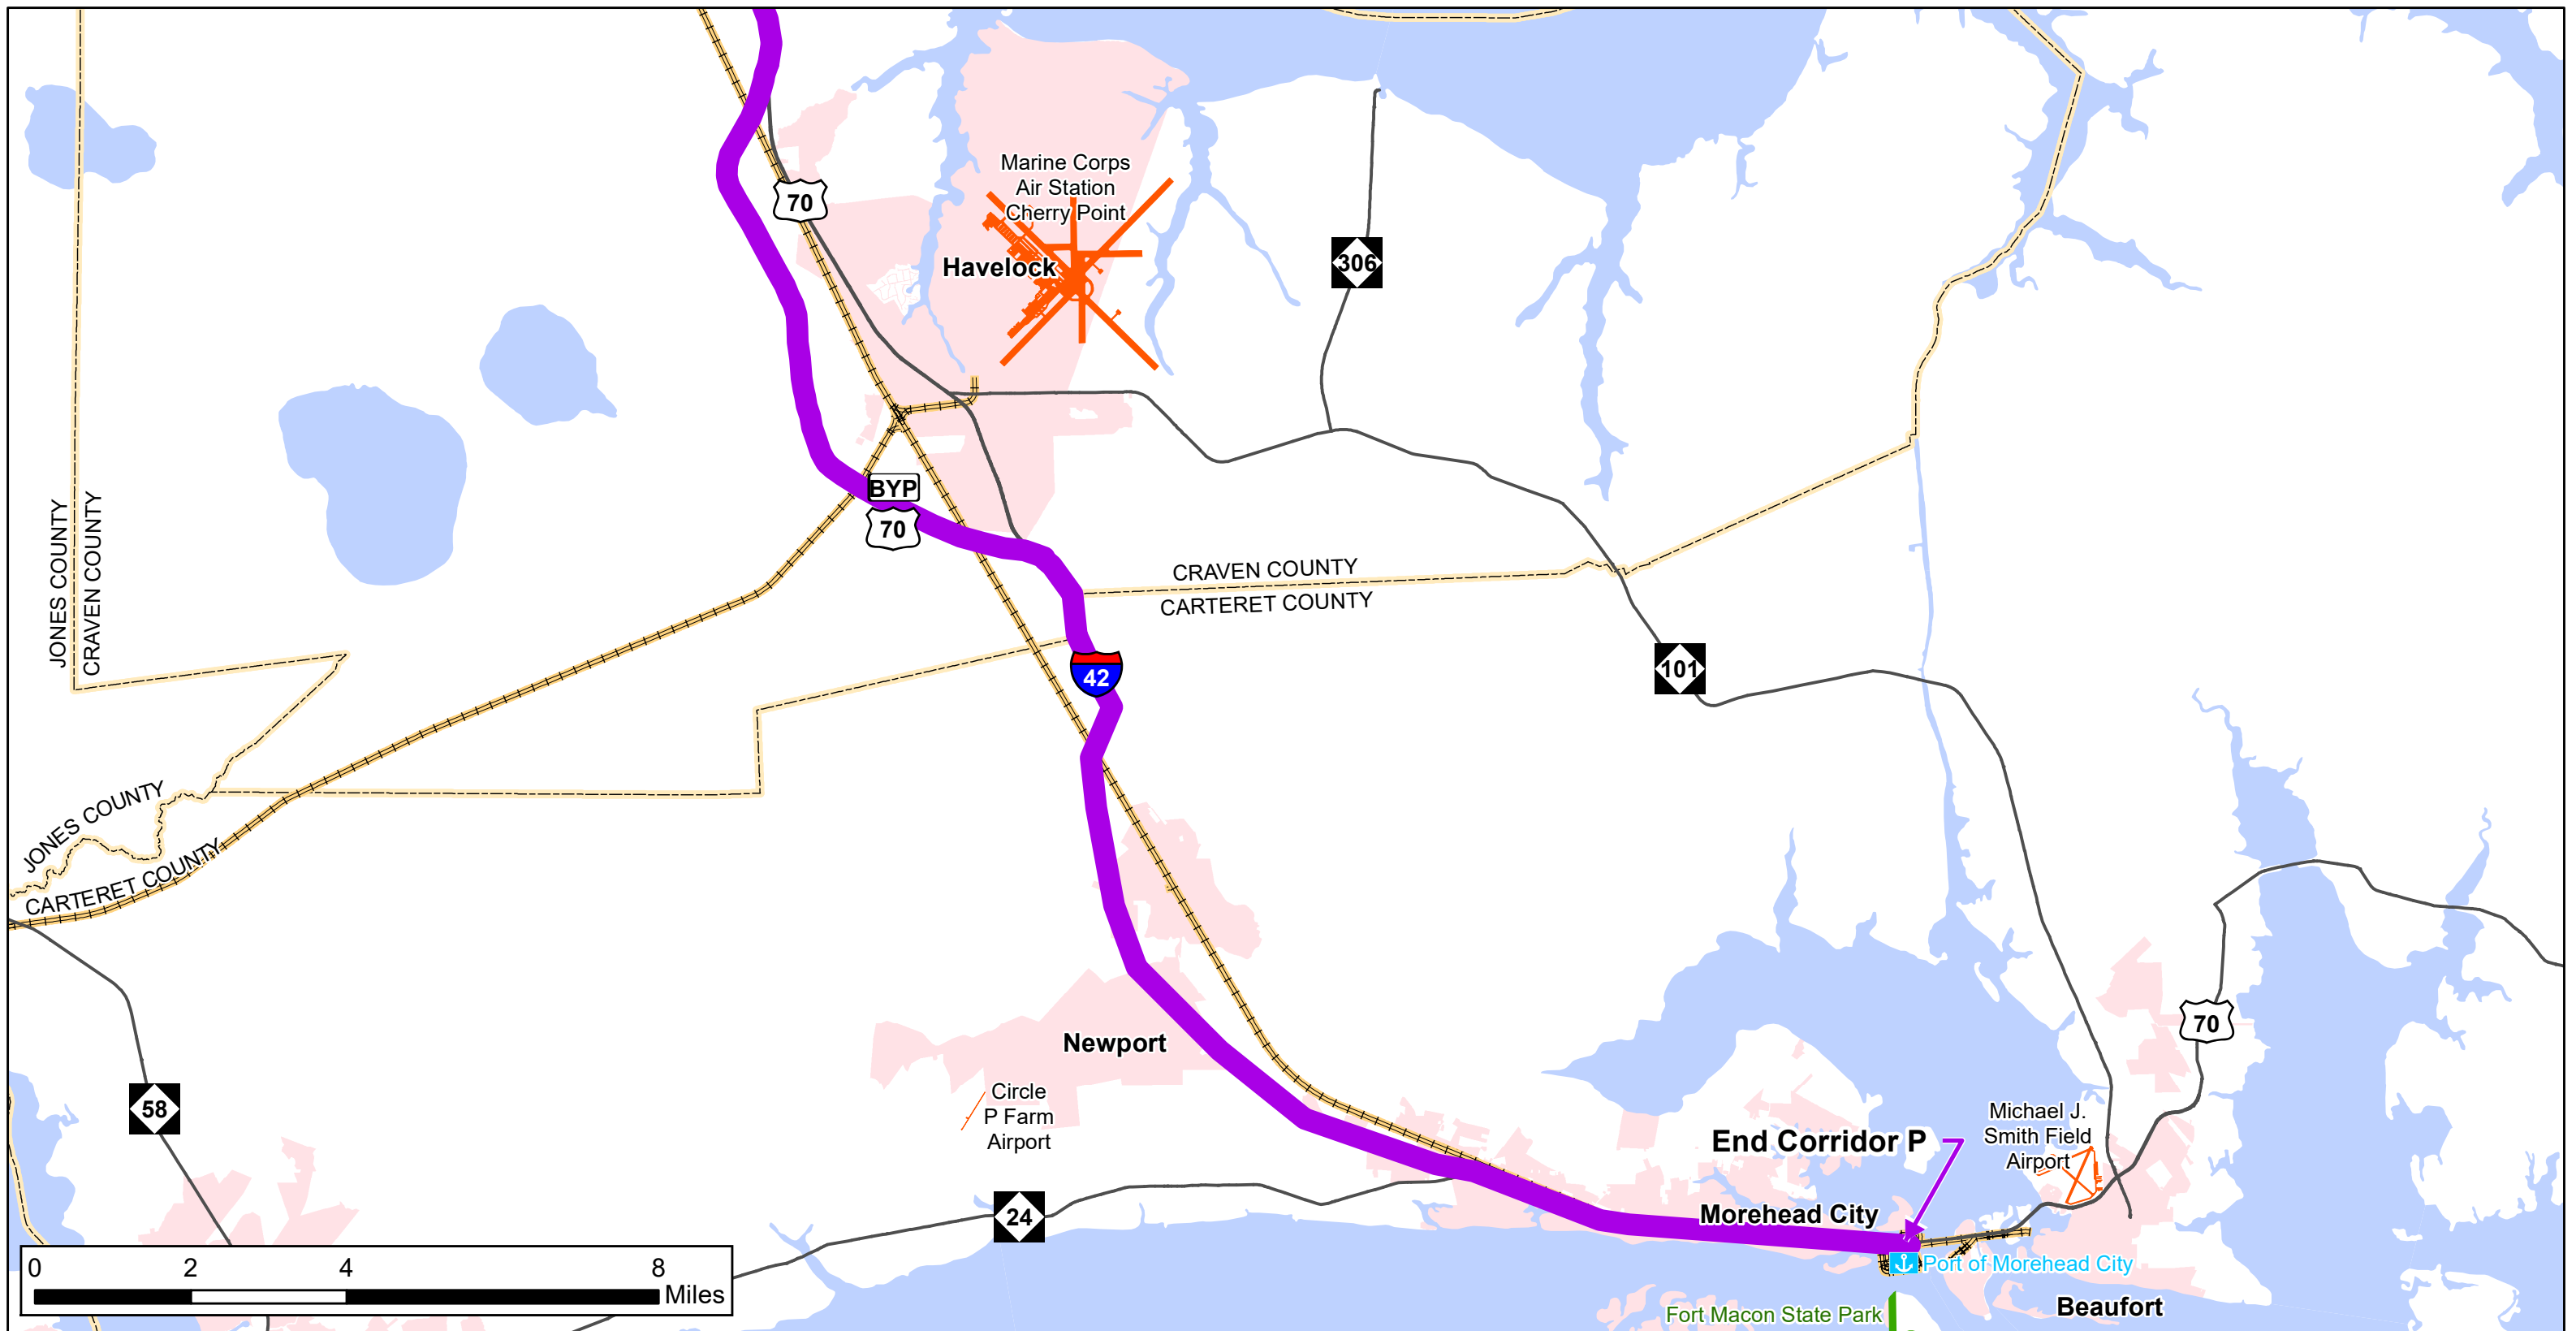 Marine Corps
Air Station
Cherry Point
70
Havelock
306
BYP
70
JONES COUNTY
CRAVEN COUNTY
CRAVEN COUNTY
CARTERET COUNTY
42
101
JONES COUNTY
CARTERET COUNTY
70
Newport
58
Circle
P Farm
Airport
End Corridor P
Michael J.
Smith Field
Airport
24
Morehead City
Port of Morehead City
0 2 4 8
Miles
Fort Macon State Park
Beaufort